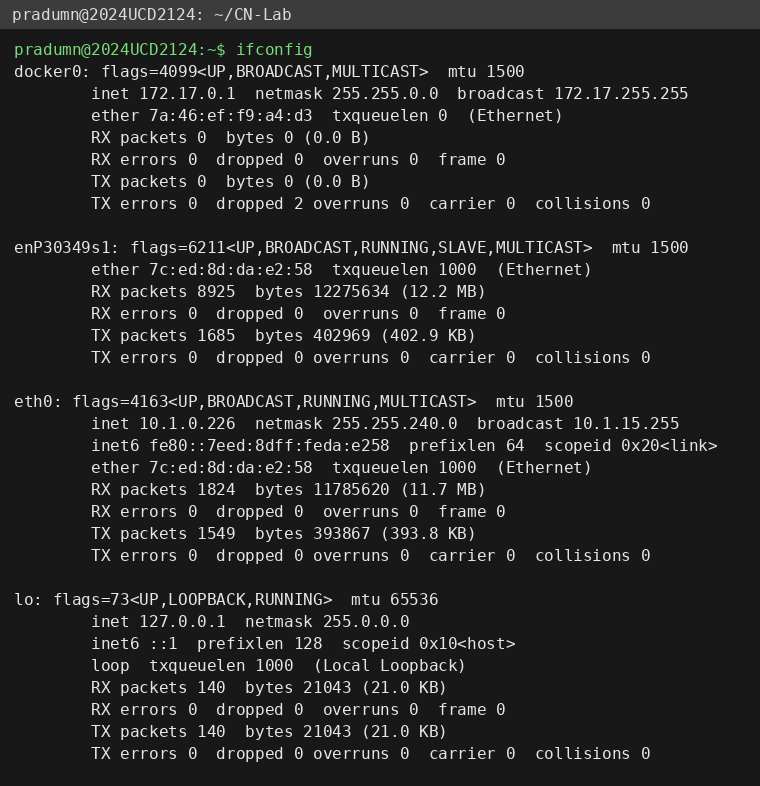 pradumn@2024UCD2124: ~/CN-Lab
pradumn@2024UCD2124:~$ ifconfig
docker0: flags=4099<UP,BROADCAST,MULTICAST>  mtu 1500
        inet 172.17.0.1  netmask 255.255.0.0  broadcast 172.17.255.255
        ether 7a:46:ef:f9:a4:d3  txqueuelen 0  (Ethernet)
        RX packets 0  bytes 0 (0.0 B)
        RX errors 0  dropped 0  overruns 0  frame 0
        TX packets 0  bytes 0 (0.0 B)
        TX errors 0  dropped 2 overruns 0  carrier 0  collisions 0

enP30349s1: flags=6211<UP,BROADCAST,RUNNING,SLAVE,MULTICAST>  mtu 1500
        ether 7c:ed:8d:da:e2:58  txqueuelen 1000  (Ethernet)
        RX packets 8925  bytes 12275634 (12.2 MB)
        RX errors 0  dropped 0  overruns 0  frame 0
        TX packets 1685  bytes 402969 (402.9 KB)
        TX errors 0  dropped 0 overruns 0  carrier 0  collisions 0

eth0: flags=4163<UP,BROADCAST,RUNNING,MULTICAST>  mtu 1500
        inet 10.1.0.226  netmask 255.255.240.0  broadcast 10.1.15.255
        inet6 fe80::7eed:8dff:feda:e258  prefixlen 64  scopeid 0x20<link>
        ether 7c:ed:8d:da:e2:58  txqueuelen 1000  (Ethernet)
        RX packets 1824  bytes 11785620 (11.7 MB)
        RX errors 0  dropped 0  overruns 0  frame 0
        TX packets 1549  bytes 393867 (393.8 KB)
        TX errors 0  dropped 0 overruns 0  carrier 0  collisions 0

lo: flags=73<UP,LOOPBACK,RUNNING>  mtu 65536
        inet 127.0.0.1  netmask 255.0.0.0
        inet6 ::1  prefixlen 128  scopeid 0x10<host>
        loop  txqueuelen 1000  (Local Loopback)
        RX packets 140  bytes 21043 (21.0 KB)
        RX errors 0  dropped 0  overruns 0  frame 0
        TX packets 140  bytes 21043 (21.0 KB)
        TX errors 0  dropped 0 overruns 0  carrier 0  collisions 0